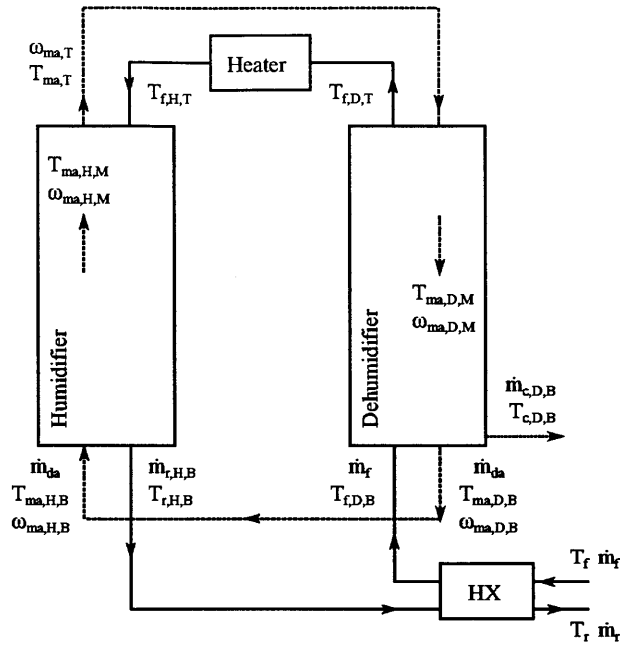 ω_ma,T
T_ma,T
Heater
T_f,H,T
T_f,D,T
T_ma,H,M
ω_ma,H,M
Humidifier
Dehumidifier
T_ma,D,M
ω_ma,D,M
ṁ_c,D,B
T_c,D,B
ṁ_da
ṁ_r,H,B
ṁ_f
ṁ_da
T_ma,H,B
T_r,H,B
T_f,D,B
T_ma,D,B
ω_ma,H,B
ω_ma,D,B
HX
T_f ṁ_f
T_r ṁ_r